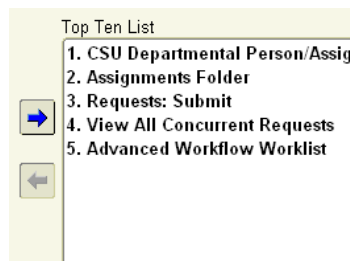 Top Ten List
1. CSU Departmental Person/Assig
2. Assignments Folder
3. Requests: Submit
4. View All Concurrent Requests
5. Advanced Workflow Worklist